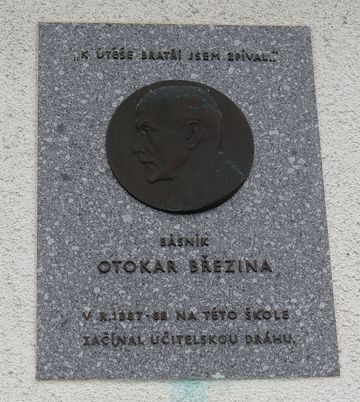 „K ÚTĚŠE BRATŘÍ JSEM ZPÍVAL..."
BÁSNÍK
OTOKAR BŘEZINA
V R. 1887-88 NA TÉTO ŠKOLE
ZAČÍNAL UČITELSKOU DRÁHU.